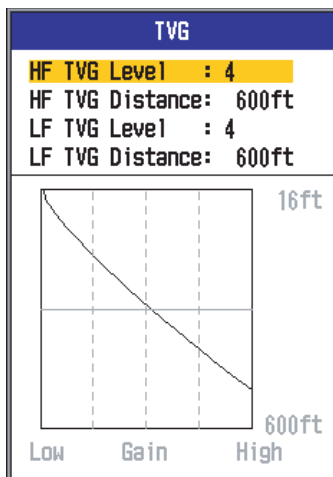 TVG
HF TVG Level : 4
HF TVG Distance: 600ft
LF TVG Level : 4
LF TVG Distance: 600ft
16ft
600ft
Low Gain High